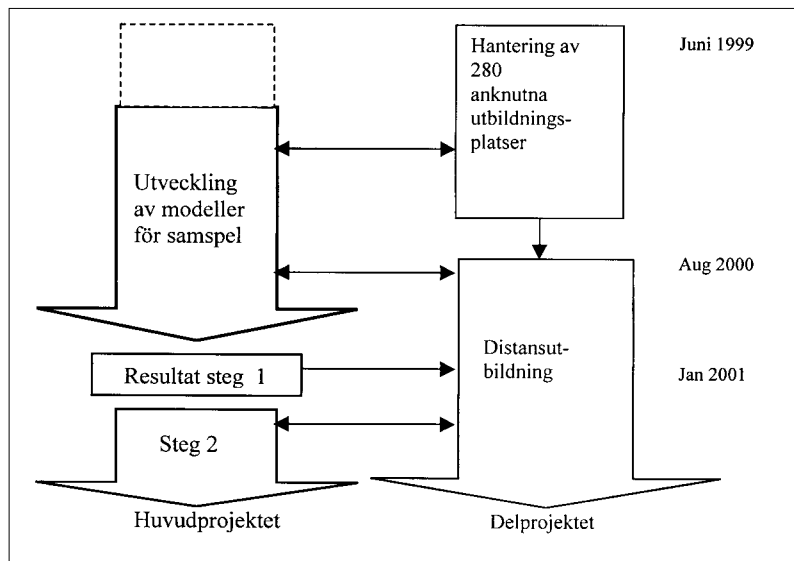 Hantering av
280
anknutna
utbildnings-
platser
Juni 1999
Utveckling
av modeller
för samspel
Aug 2000
Distansut-
bildning
Resultat steg 1
Jan 2001
Steg 2
Huvudprojektet
Delprojektet